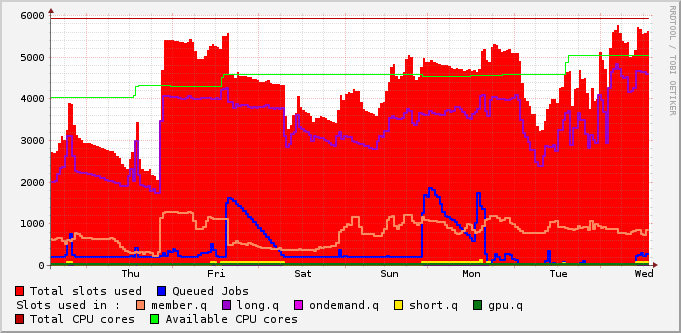 RRDTOOL / TOBI OETIKER
6000
5000
4000
3000
2000
1000
0
Thu Fri Sat Sun Mon Tue Wed
Total slots used Queued Jobs
Slots used in : member.q long.q ondemand.q short.q gpu.q
Total CPU cores Available CPU cores